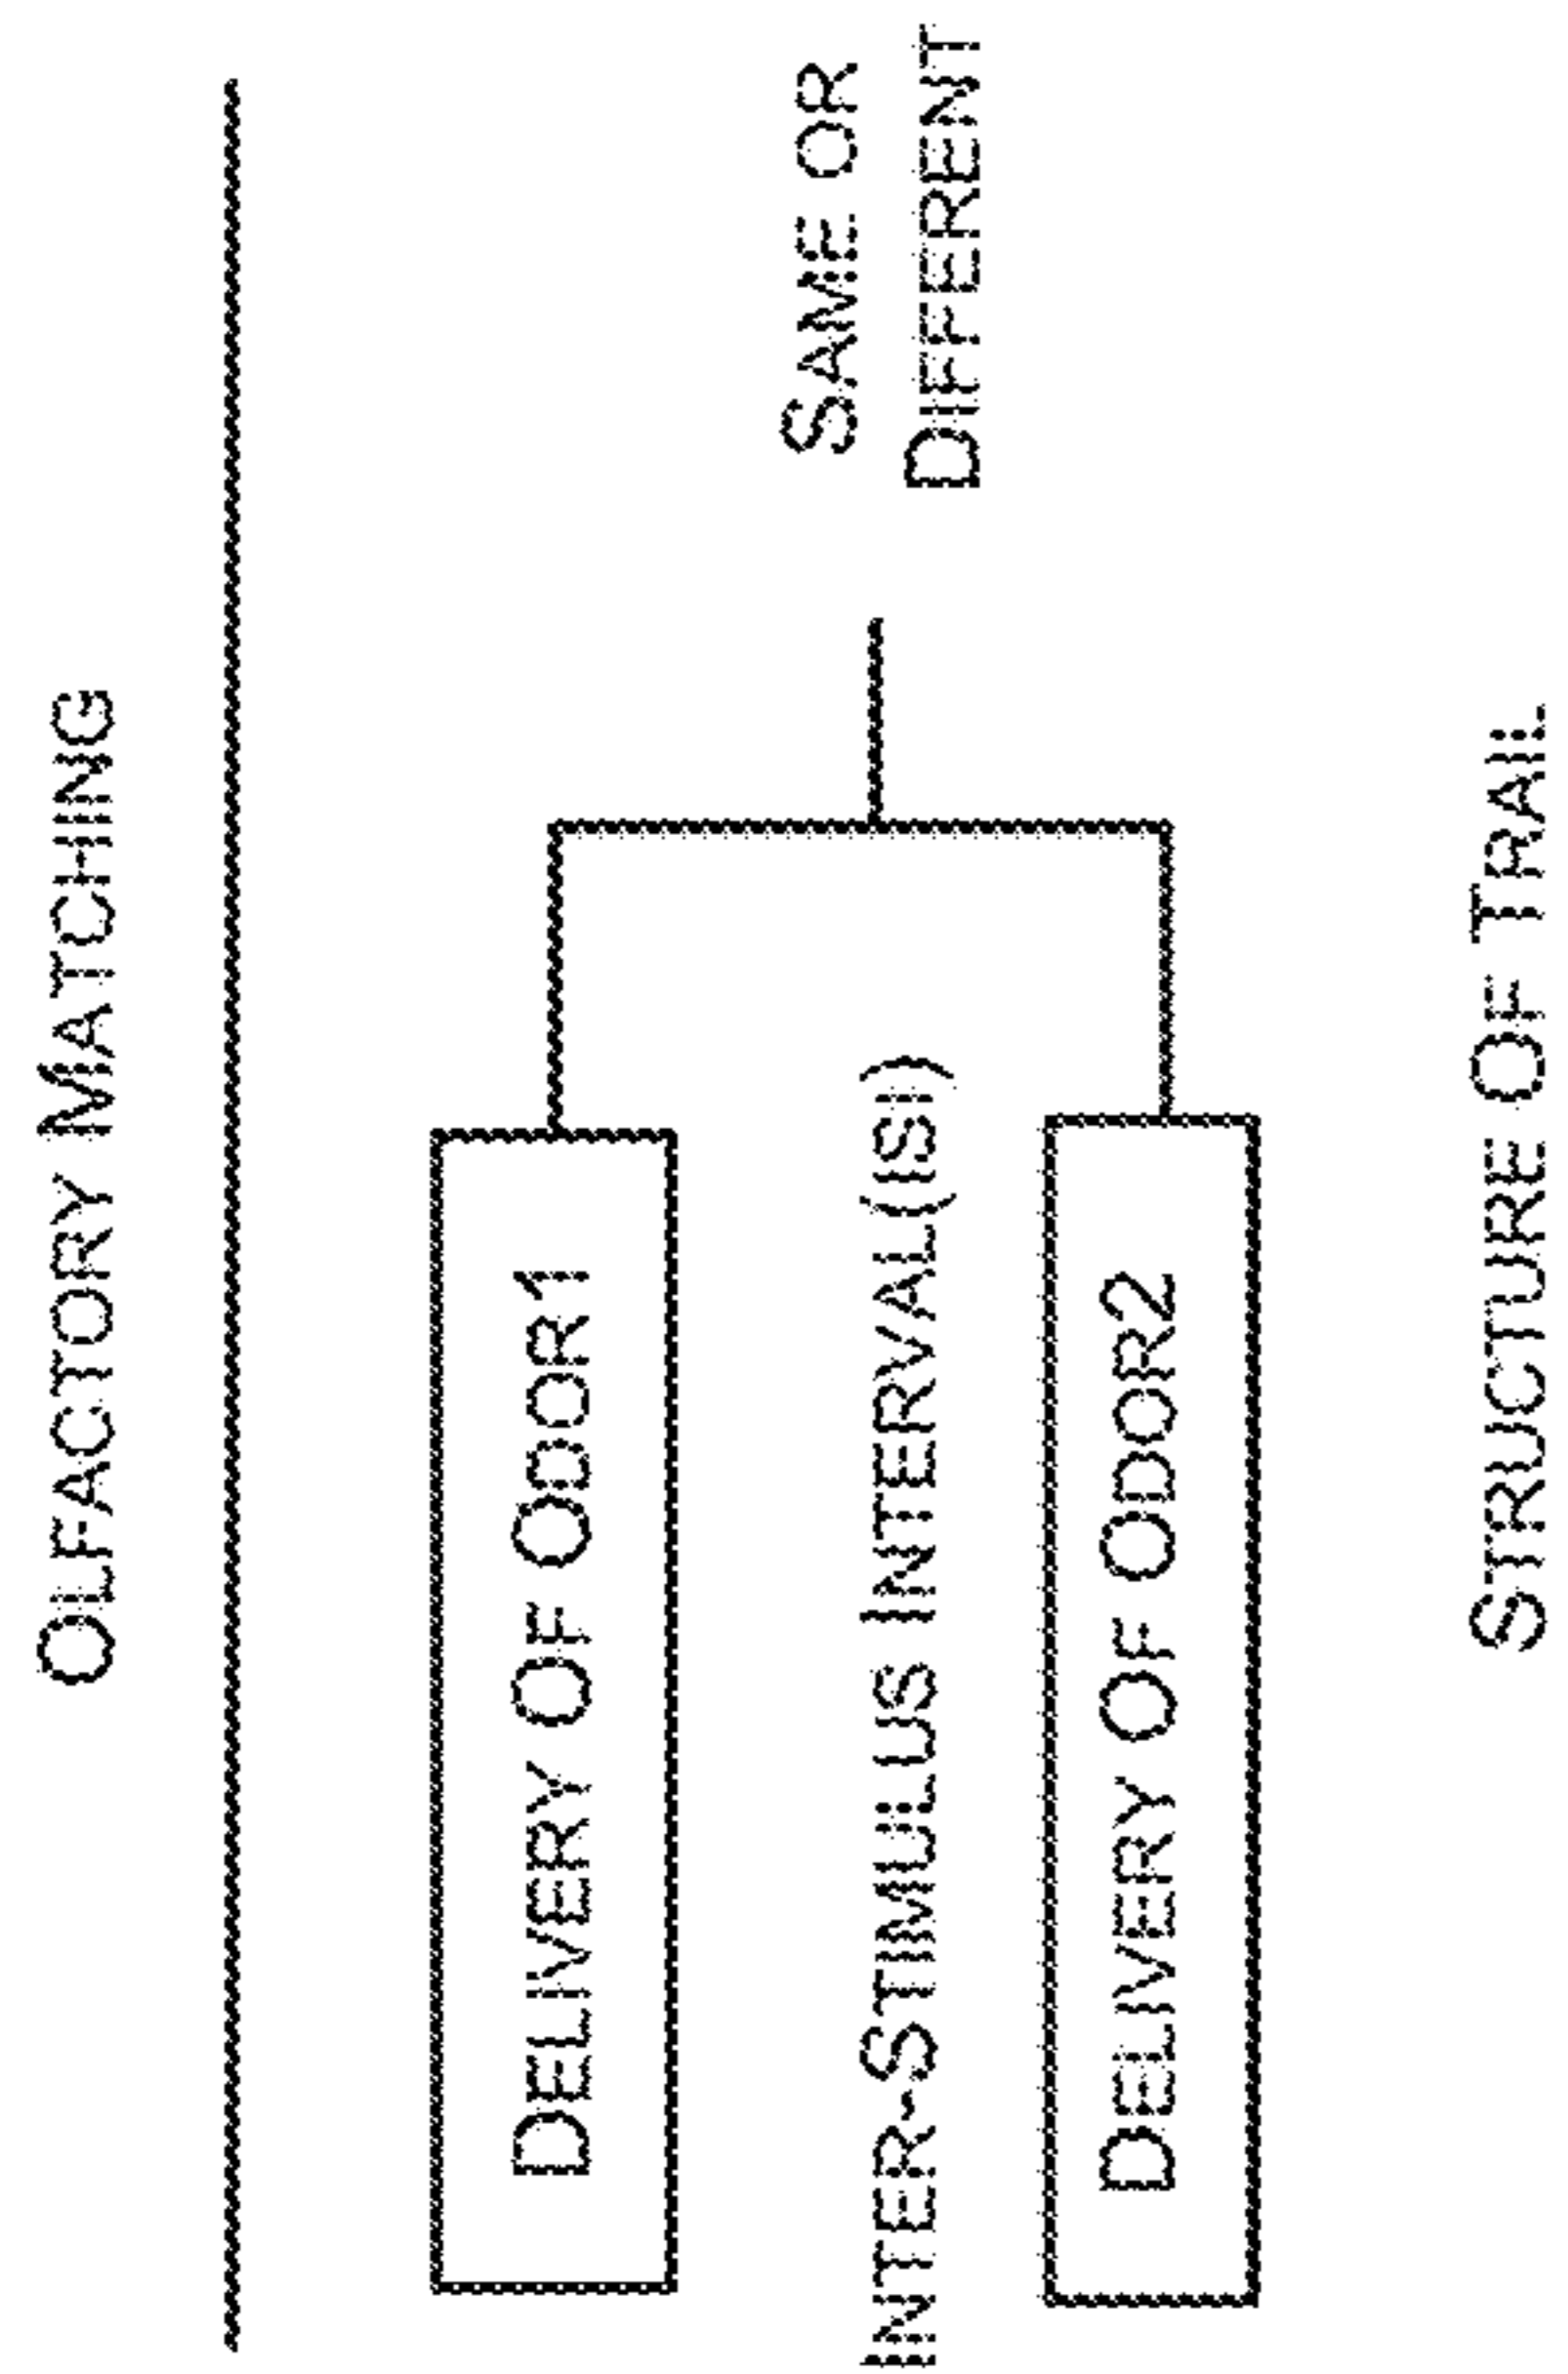 OLFACTORY MATCHING
DELIVERY OF ODOR1
INTER-STIMULUS INTERVAL(ISI)
DELIVERY OF ODOR2
SAME OR
DIFFERENT
STRUCTURE OF TRAIL